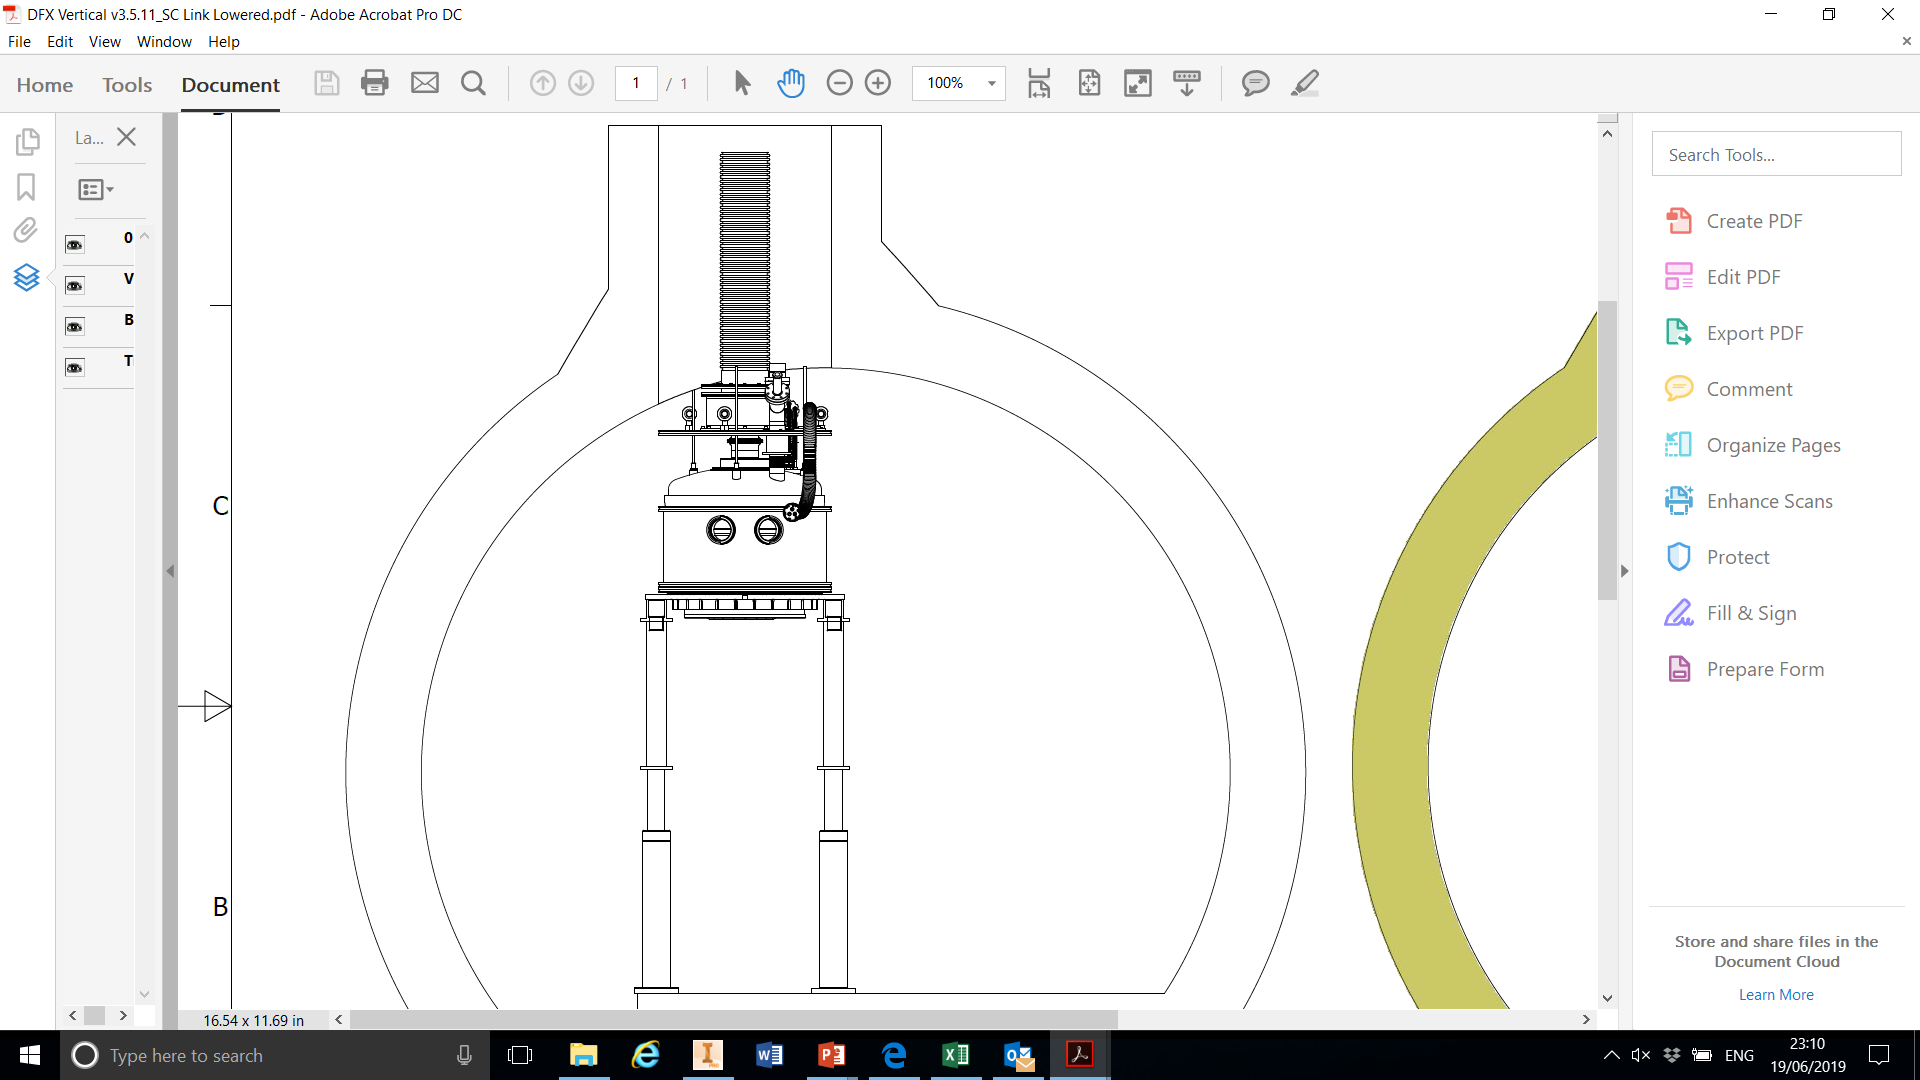 DFX Vertical v3.5.11_SC Link Lowered.pdf - Adobe Acrobat Pro DC
File Edit View Window Help
Home Tools Document 1 / 1 100%
La...
Search Tools...
0
V
B
T
C
B
Create PDF
Edit PDF
Export PDF
Comment
Organize Pages
Enhance Scans
Protect
Fill & Sign
Prepare Form
Store and share files in the
Document Cloud
Learn More
16.54 x 11.69 in
Type here to search
ENG
23:10
19/06/2019